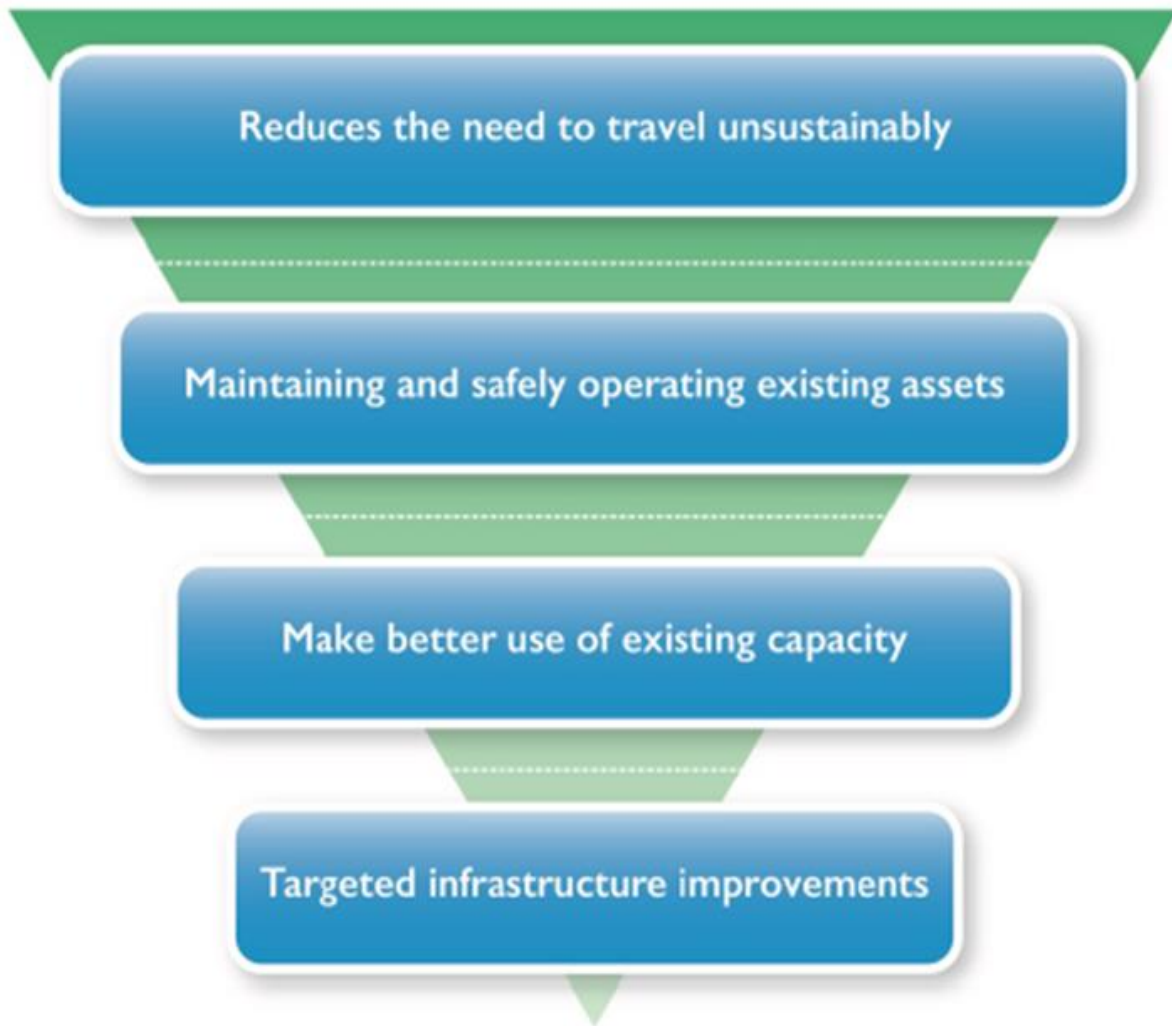 Reduces the need to travel unsustainably
Maintaining and safely operating existing assets
Make better use of existing capacity
Targeted infrastructure improvements